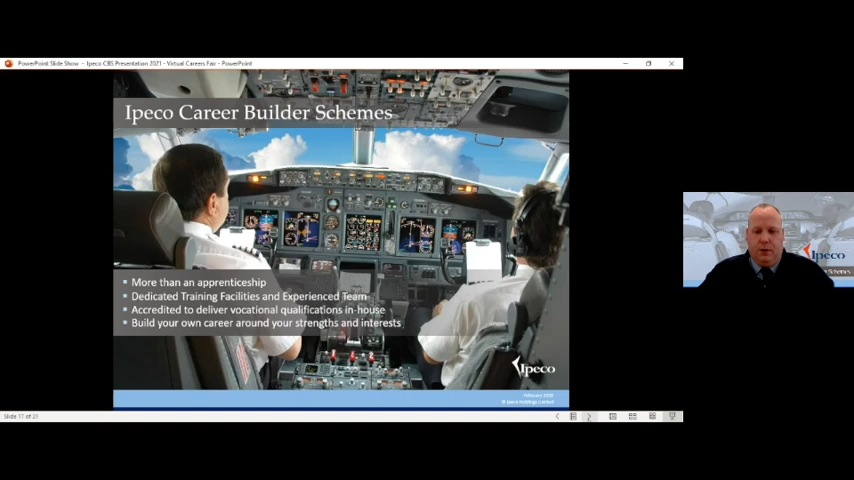 PowerPoint Slide Show - Ipeco CBS Presentation 2021 - Virtual Careers Fair - PowerPoint
Ipeco Career Builder Schemes
More than an apprenticeship
Dedicated Training Facilities and Experienced Team
Accredited to deliver vocational qualifications in-house
Build your own career around your strengths and interests
Ipeco
© Ipeco Holdings Limited
Slide 17 of 21
Ipeco
Schemes